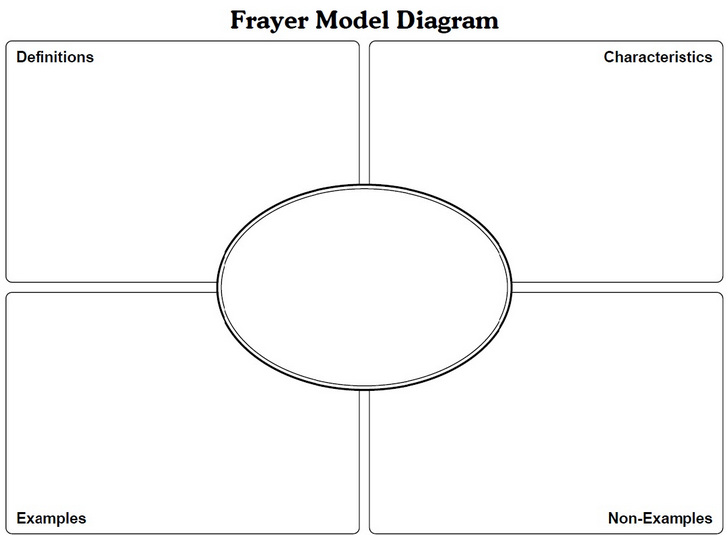 Frayer Model Diagram
Definitions
Characteristics
Examples
Non-Examples